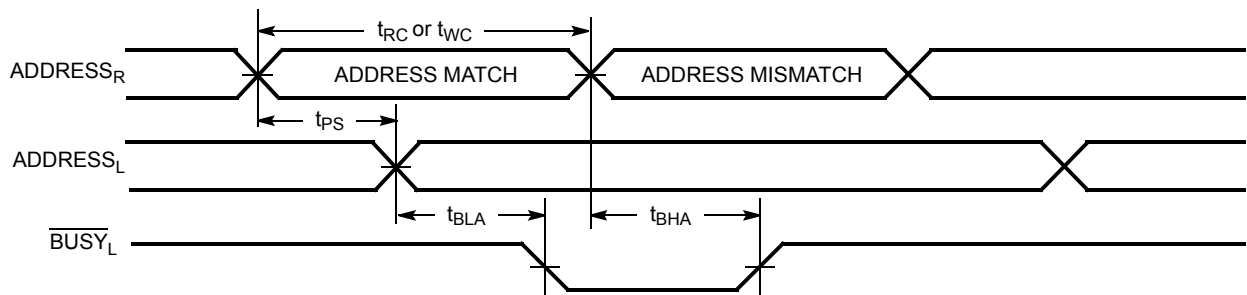 tRC or tWC
ADDRESSR
ADDRESS MATCH
ADDRESS MISMATCH
tPS
ADDRESSL
tBLA
tBHA
BUSYL